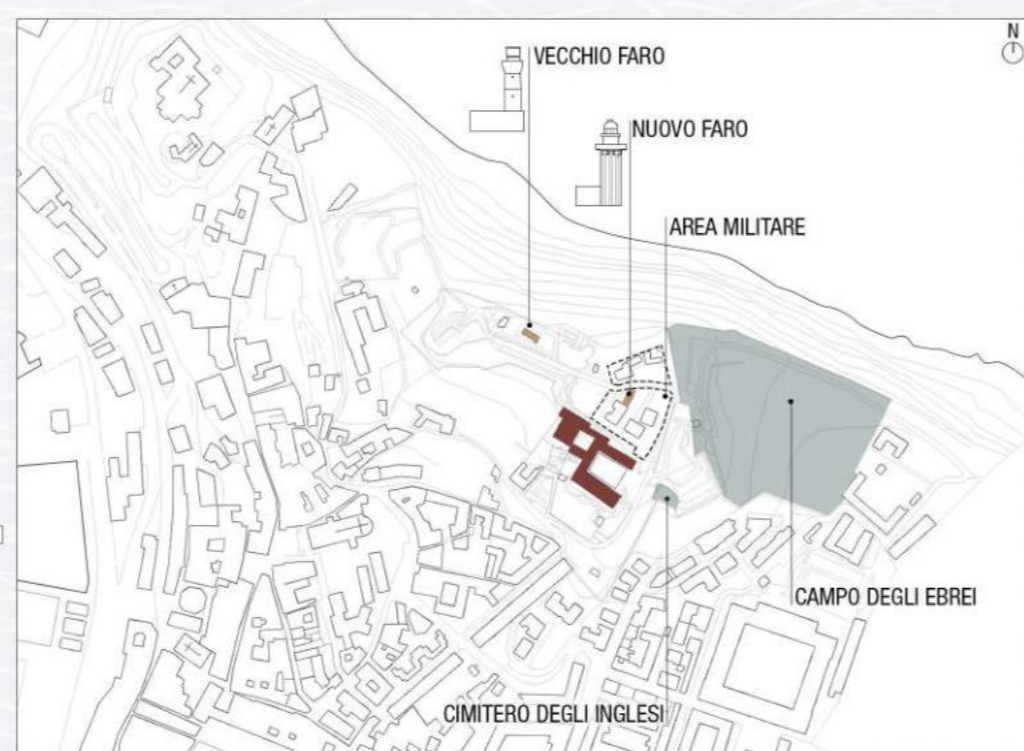 N
VECCHIO FARO
NUOVO FARO
AREA MILITARE
CAMPO DEGLI EBREI
CIMITERO DEGLI INGLESI